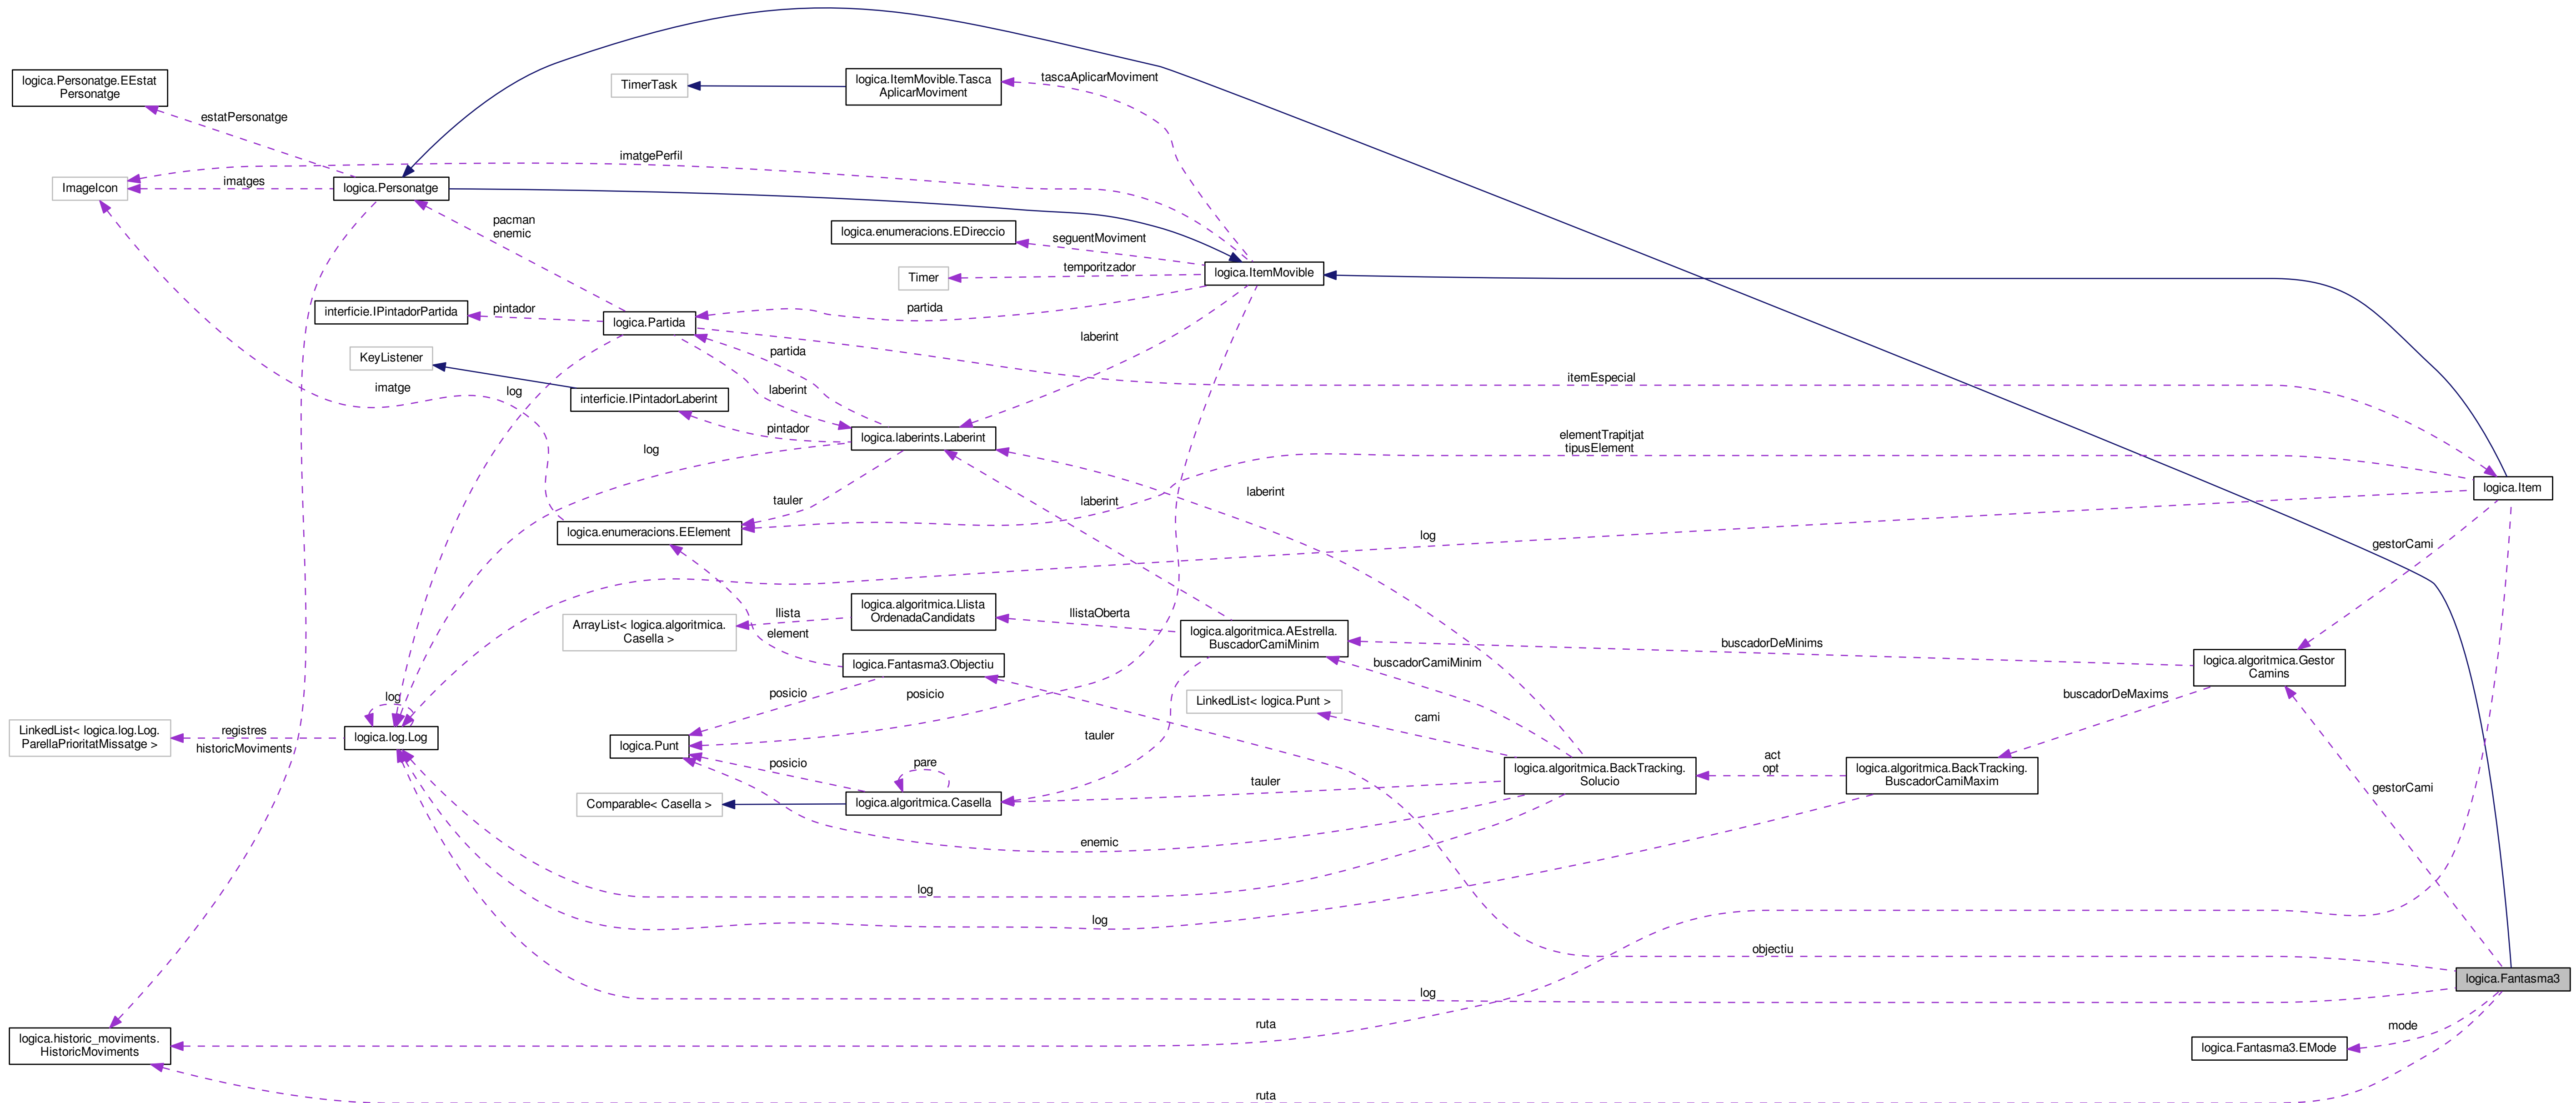 logica.Personatge.EEstat
Personatge
TimerTask
logica.ItemMovible.Tasca
AplicarMoviment
tascaAplicarMoviment
estatPersonatge
imatgePerfil
ImageIcon
imatges
logica.Personatge
pacman
enemic
logica.enumeracions.EDireccio
seguentMoviment
logica.ItemMovible
Timer
temporitzador
interficie.IPintadorPartida
pintador
logica.Partida
partida
laberint
KeyListener
partida
itemEspecial
imatge
log
laberint
interficie.IPintadorLaberint
pintador
logica.laberints.Laberint
elementTrapitjat
tipusElement
log
laberint
logica.Item
tauler
laberint
logica.enumeracions.EElement
log
gestorCami
ArrayList< logica.algoritmica.
Casella >
llista
element
logica.algoritmica.Llista
OrdenadaCandidats
llistaOberta
logica.algoritmica.AEstrella.
BuscadorCamiMinim
buscadorDeMinims
logica.Fantasma3.Objectiu
buscadorCamiMinim
logica.algoritmica.Gestor
Camins
posicio
posicio
LinkedList< logica.Punt >
buscadorDeMaxims
log
cami
LinkedList< logica.log.Log.
ParellaPrioritatMissatge >
registres
historicMoviments
logica.log.Log
logica.Punt
tauler
posicio
pare
logica.algoritmica.BackTracking.
Solucio
act
opt
logica.algoritmica.BackTracking.
BuscadorCamiMaxim
tauler
gestorCami
Comparable< Casella >
logica.algoritmica.Casella
enemic
log
log
objectiu
logica.Fantasma3
log
ruta
mode
logica.historic_moviments.
HistoricMoviments
logica.Fantasma3.EMode
ruta